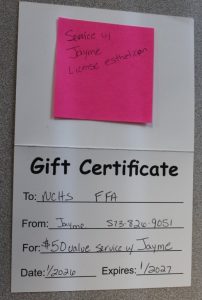 Service w/
Jayme
License esthetician
Gift Certificate
To: NCHS FFA
From: Jayme 573-826-9051
For: $50 value service w/ Jayme
Date: 1/2026 Expires: 1/2027